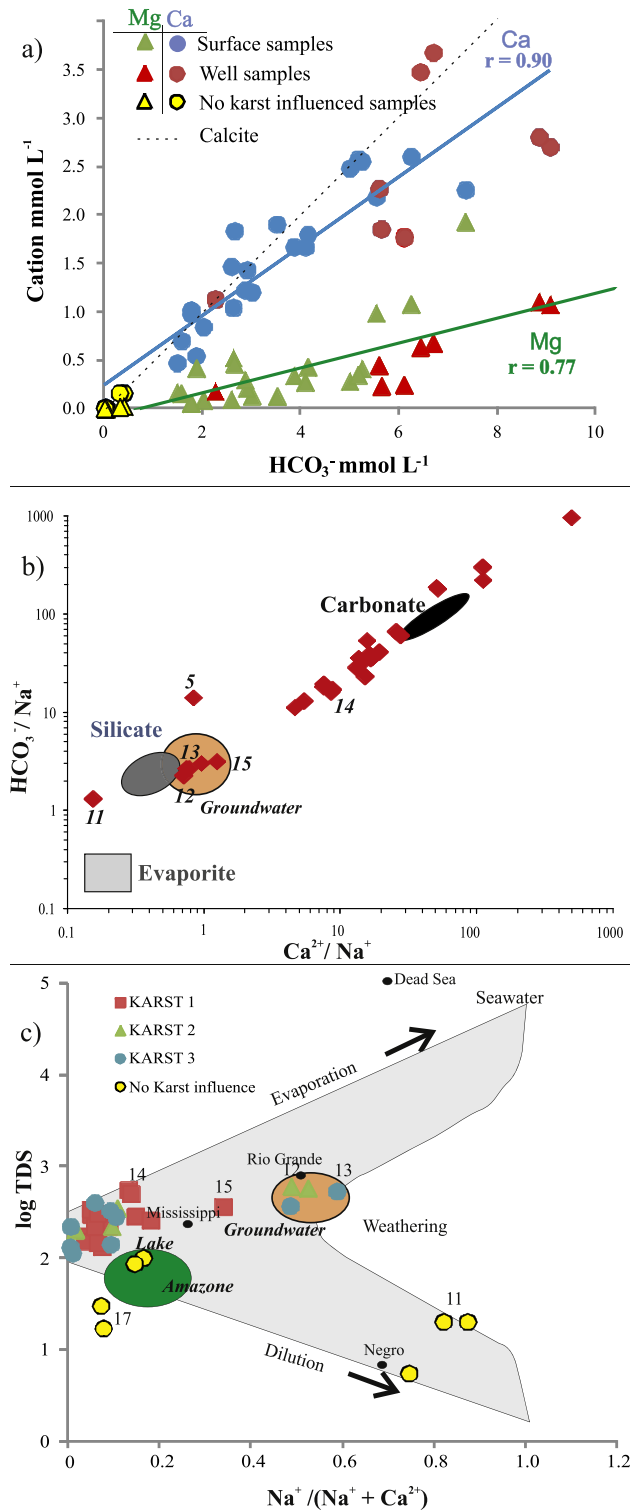 a)
Mg Ca
Surface samples
Well samples
No karst influenced samples
Calcite
Ca
r = 0.90
Mg
r = 0.77
3.5
3.0
2.5
2.0
1.5
1.0
0.5
0.0
Cation mmol L-1
0 2 4 6 8 10
HCO3- mmol L-1
b)
1000
100
10
1
0.1
HCO3-/ Na+
Carbonate
5
14
Silicate
13
15
12
Groundwater
11
Evaporite
0.1 1 10 100 1000
Ca2+/ Na+
c)
5
4
3
2
1
0
log TDS
KARST 1
KARST 2
KARST 3
No Karst influence
Dead Sea
Seawater
Evaporation
Rio Grande
14
12
13
15
Mississippi
Groundwater
Weathering
Lake
Amazone
17
11
Dilution
Negro
0 0.2 0.4 0.6 0.8 1.0 1.2
Na+ /(Na+ + Ca2+)